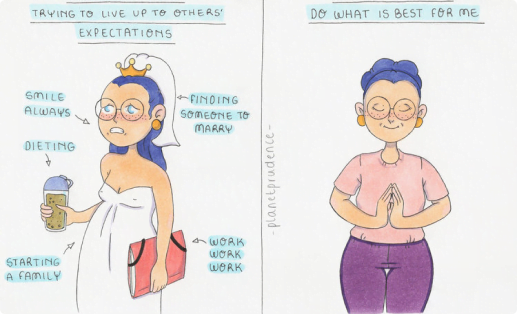 TRYING TO LIVE UP TO OTHERS'
EXPECTATIONS
SMILE
ALWAYS
FINDING
SOMEONE TO
MARRY
DIETING
STARTING
A FAMILY
WORK
WORK
WORK
-planetprudence-
DO WHAT IS BEST FOR ME